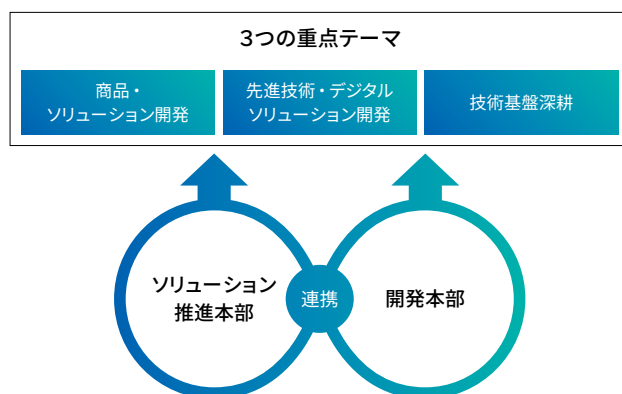 3つの重点テーマ
商品・
ソリューション開発
先進技術・デジタル
ソリューション開発
技術基盤深耕
ソリューション
推進本部
連携
開発本部